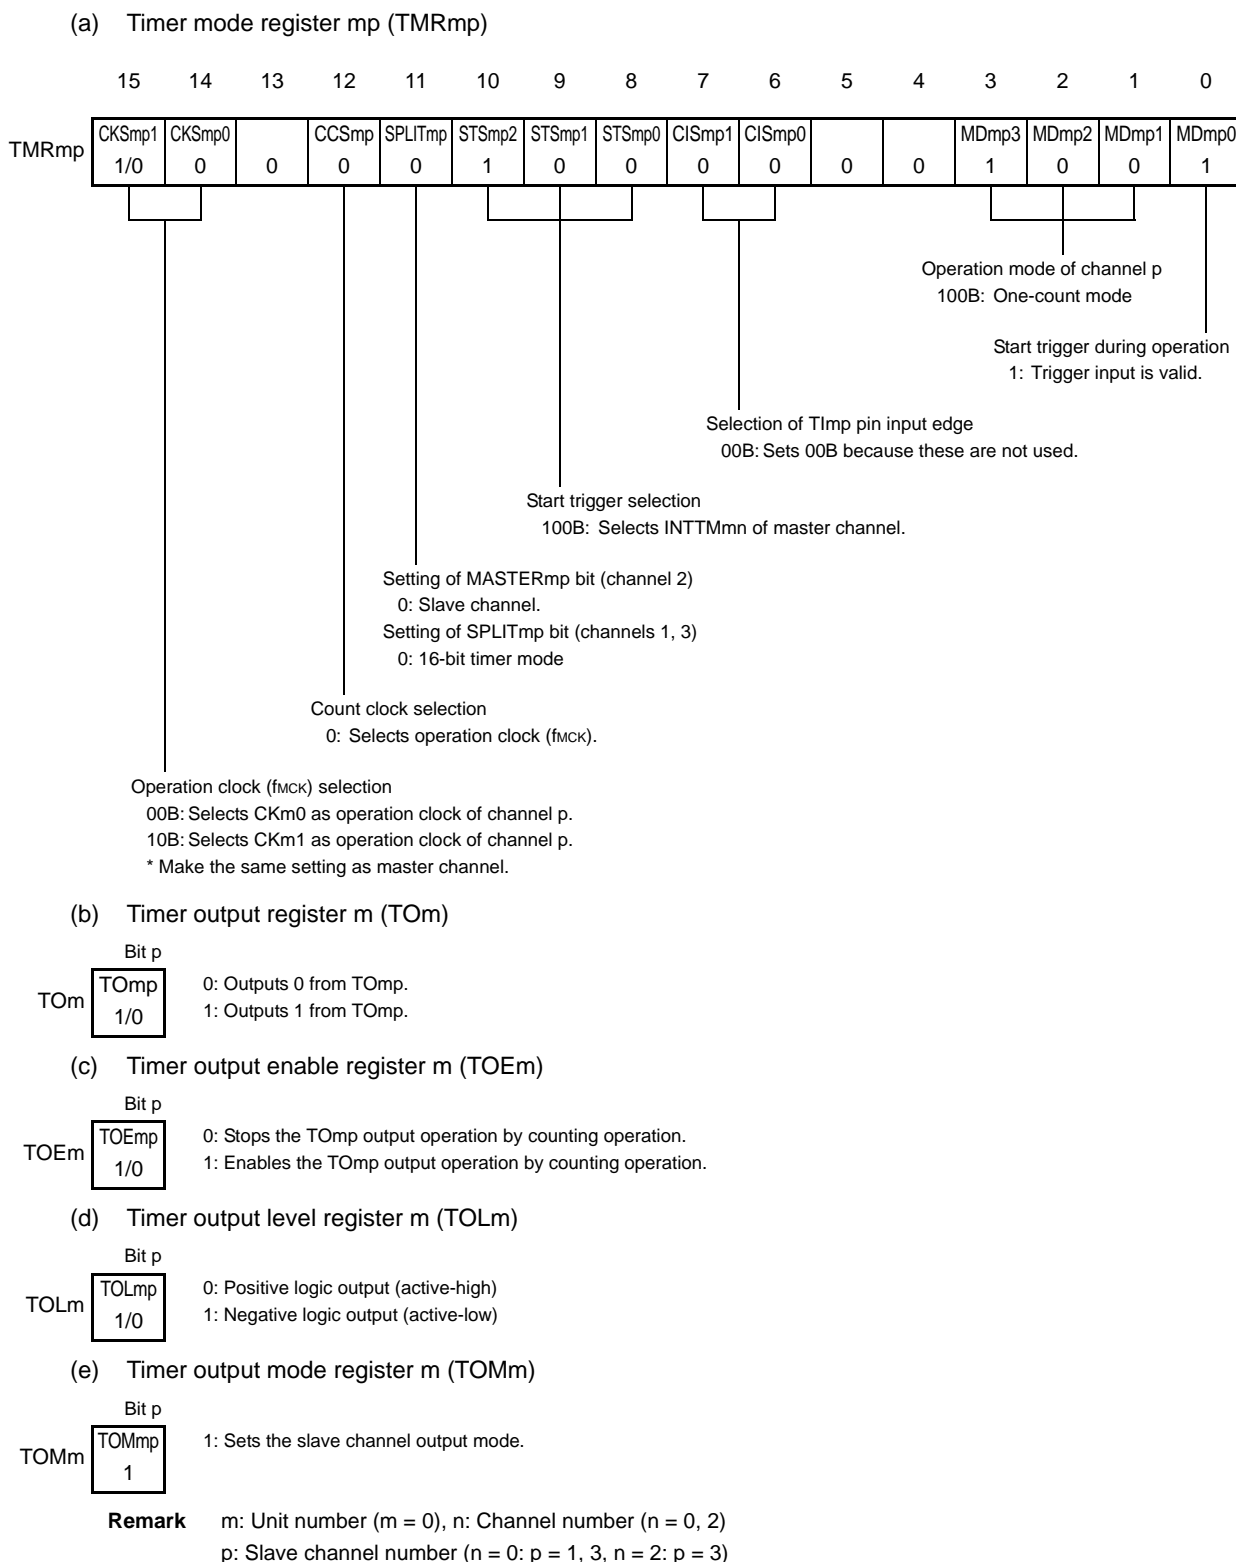 (a) Timer mode register mp (TMRmp)
15 14 13 12 11 10 9 8 7 6 5 4 3 2 1 0
TMRmp CKSmp1 CKSmp0 CCSmp SPLITmp STSmp2 STSmp1 STSmp0 CISmp1 CISmp0 MDmp3 MDmp2 MDmp1 MDmp0
1/0 0 0 0 0 1 0 0 0 0 0 0 1 0 0 1
Operation mode of channel p
100B: One-count mode
Start trigger during operation
1: Trigger input is valid.
Selection of TImp pin input edge
00B: Sets 00B because these are not used.
Start trigger selection
100B: Selects INTTMmn of master channel.
Setting of MASTERmp bit (channel 2)
0: Slave channel.
Setting of SPLITmp bit (channels 1, 3)
0: 16-bit timer mode
Count clock selection
0: Selects operation clock (fMCK).
Operation clock (fMCK) selection
00B: Selects CKm0 as operation clock of channel p.
10B: Selects CKm1 as operation clock of channel p.
* Make the same setting as master channel.
(b) Timer output register m (TOm)
Bit p
TOm TOmp 1/0
0: Outputs 0 from TOmp.
1: Outputs 1 from TOmp.
(c) Timer output enable register m (TOEm)
Bit p
TOEm TOEmp 1/0
0: Stops the TOmp output operation by counting operation.
1: Enables the TOmp output operation by counting operation.
(d) Timer output level register m (TOLm)
Bit p
TOLm TOLmp 1/0
0: Positive logic output (active-high)
1: Negative logic output (active-low)
(e) Timer output mode register m (TOMm)
Bit p
TOMm TOMmp 1
1: Sets the slave channel output mode.
Remark m: Unit number (m = 0), n: Channel number (n = 0, 2)
p: Slave channel number (n = 0: p = 1, 3, n = 2: p = 3)